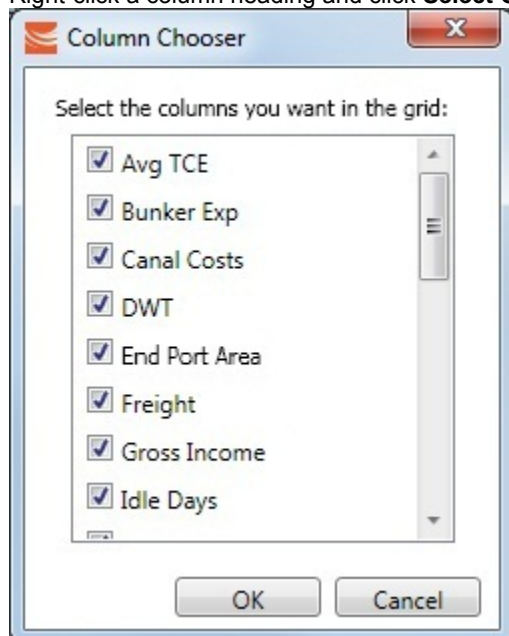 Right-click a column heading and click Select
Column Chooser
Select the columns you want in the grid:
Avg TCE
Bunker Exp
Canal Costs
DWT
End Port Area
Freight
Gross Income
Idle Days
OK
Cancel